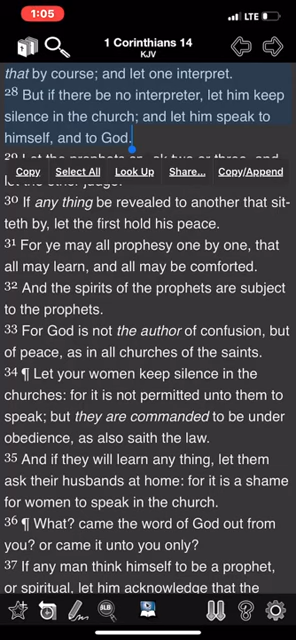 1:05
LTE
1 Corinthians 14
KJV
that by course; and let one interpret.
28 But if there be no interpreter, let him keep
silence in the church; and let him speak to
himself, and to God.
Copy Select All Look Up Share... Copy/Append
30 If any thing be revealed to another that sit-
teth by, let the first hold his peace.
31 For ye may all prophesy one by one, that
all may learn, and all may be comforted.
32 And the spirits of the prophets are subject
to the prophets.
33 For God is not the author of confusion, but
of peace, as in all churches of the saints.
34 ¶ Let your women keep silence in the
churches: for it is not permitted unto them to
speak; but they are commanded to be under
obedience, as also saith the law.
35 And if they will learn any thing, let them
ask their husbands at home: for it is a shame
for women to speak in the church.
36 ¶ What? came the word of God out from
you? or came it unto you only?
37 If any man think himself to be a prophet,
or spiritual, let him acknowledge that the
SLB